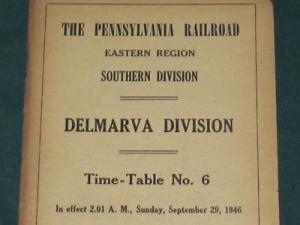 THE PENNSYLVANIA RAILROAD
EASTERN REGION
SOUTHERN DIVISION
DELMARVA DIVISION
Time-Table No. 6
In effect 2.01 A. M., Sunday, September 29, 1946